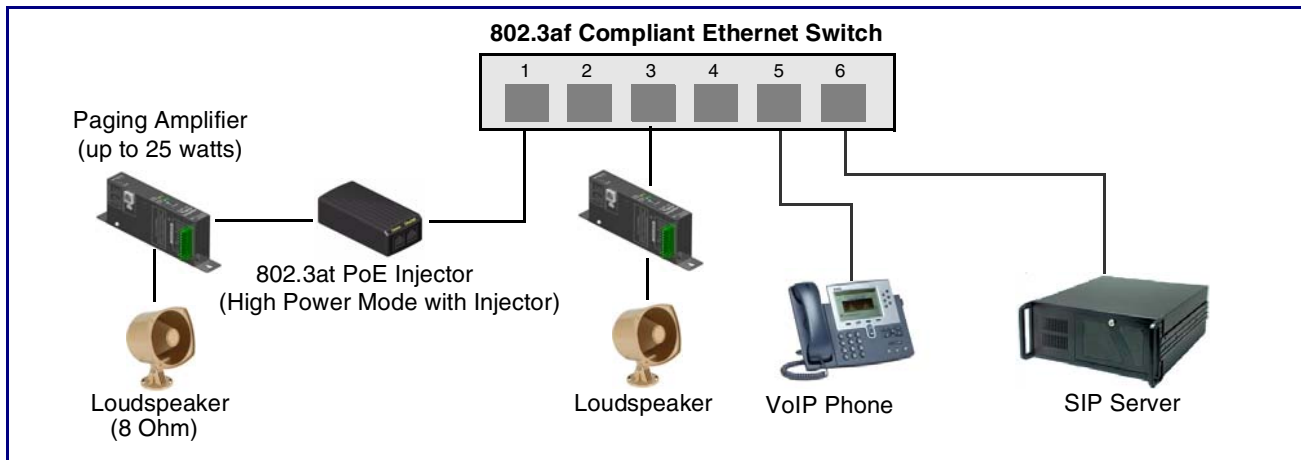 802.3af Compliant Ethernet Switch
1 2 3 4 5 6
Paging Amplifier
(up to 25 watts)
802.3at PoE Injector
(High Power Mode with Injector)
Loudspeaker
(8 Ohm)
Loudspeaker
VoIP Phone
SIP Server